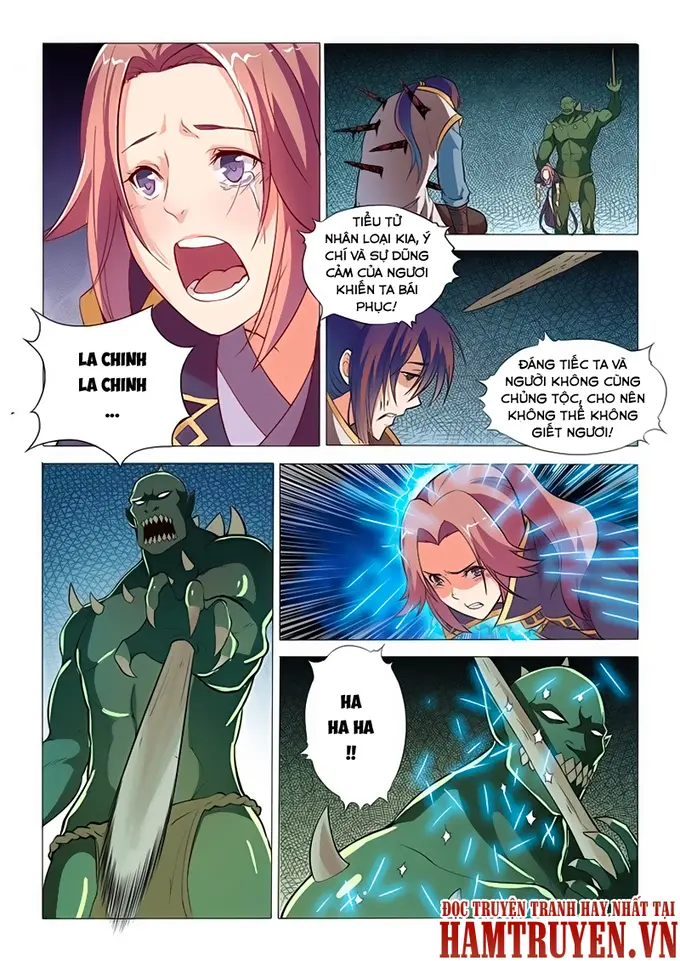 LA CHINH
LA CHINH
...
TIỂU TỬ
NHÂN LOẠI KIA, Ý
CHÍ VÀ SỰ DŨNG
CẢM CỦA NGƯƠI
KHIẾN TA BÁI
PHỤC!
ĐÁNG TIẾC TA VÀ
NGƯỜI KHÔNG CÙNG
CHỦNG TỘC, CHO NÊN
KHÔNG THỂ KHÔNG
GIẾT NGƯƠI!
HA
HA HA
!!
ĐỌC TRUYỆN TRANH HAY NHẤT TẠI
HAMTRUYEN.VN